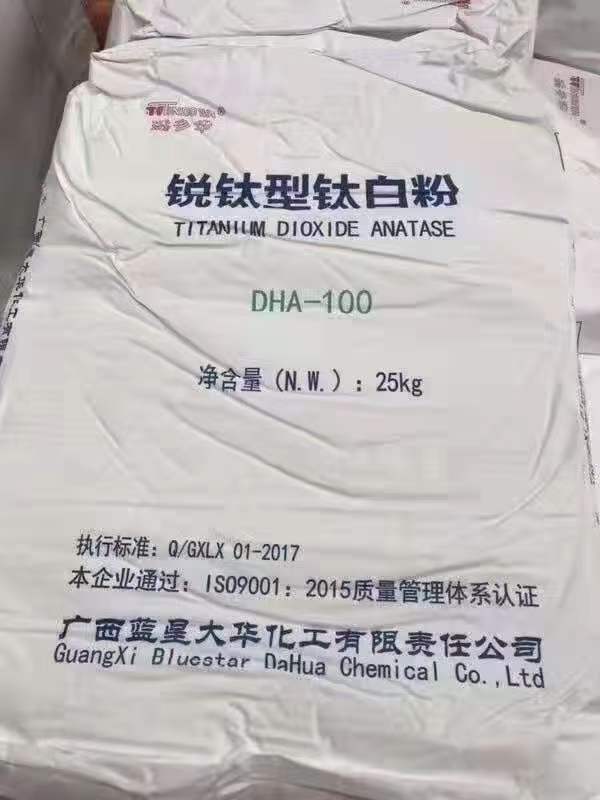 锐钛型钛白粉
TITANIUM DIOXIDE ANATASE
DHA-100
净含量(N.W.):25kg
执行标准:Q/GXLX 01-2017
本企业通过:ISO9001:2015质量管理体系认证
广西蓝星大华化工有限责任公司
GuangXi Bluestar DaHua Chemical Co.,Ltd